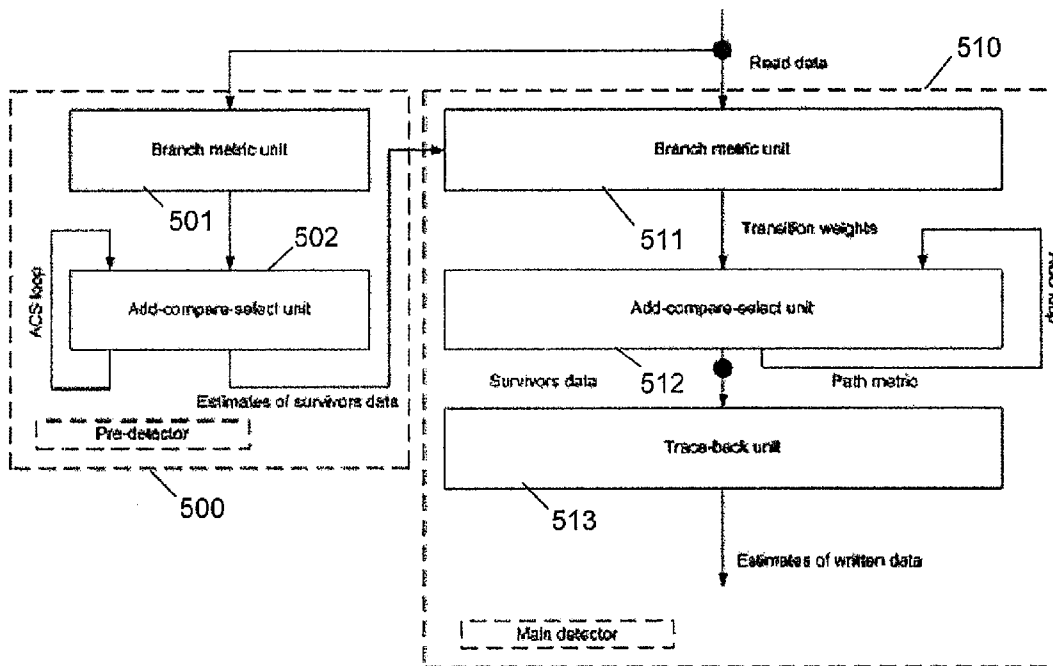 Read data
510
Branch metric unit
Branch metric unit
501
511
502
Transition weights
ACS loop
Add-compare-select unit
Add-compare-select unit
512
Survivors data
Path metric
Estimates of survivors data
Pre-detector
Trace-back unit
500
513
Estimates of written data
Main detector